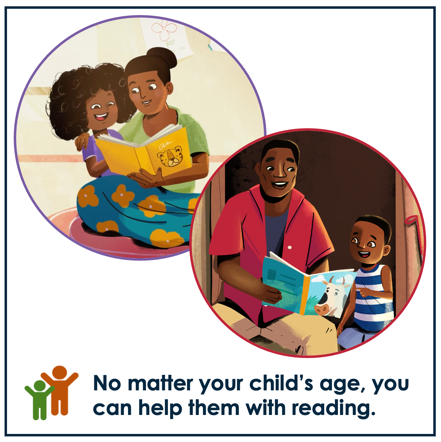 No matter your child's age, you
can help them with reading.